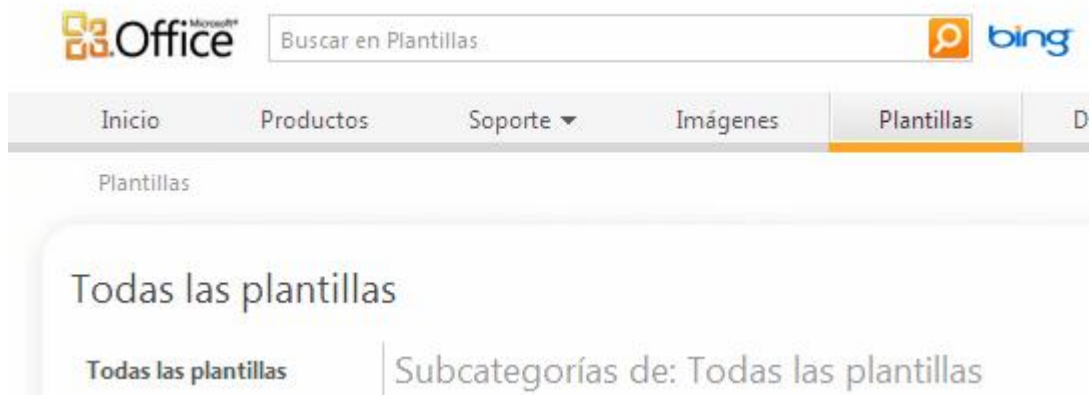 Microsoft®
Office Buscar en Plantillas bing
Inicio Productos Soporte Imágenes Plantillas D
Plantillas
Todas las plantillas
Todas las plantillas Subcategorías de: Todas las plantillas